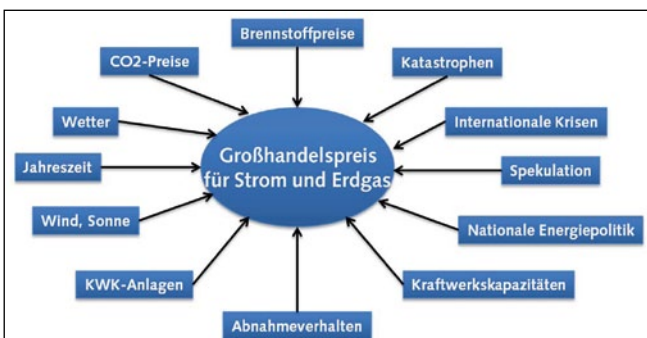 Brennstoffpreise
CO2-Preise
Katastrophen
Wetter
Internationale Krisen
Großhandelspreis
für Strom und Erdgas
Jahreszeit
Spekulation
Wind, Sonne
Nationale Energiepolitik
KWK-Anlagen
Kraftwerkskapazitäten
Abnahmeverhalten